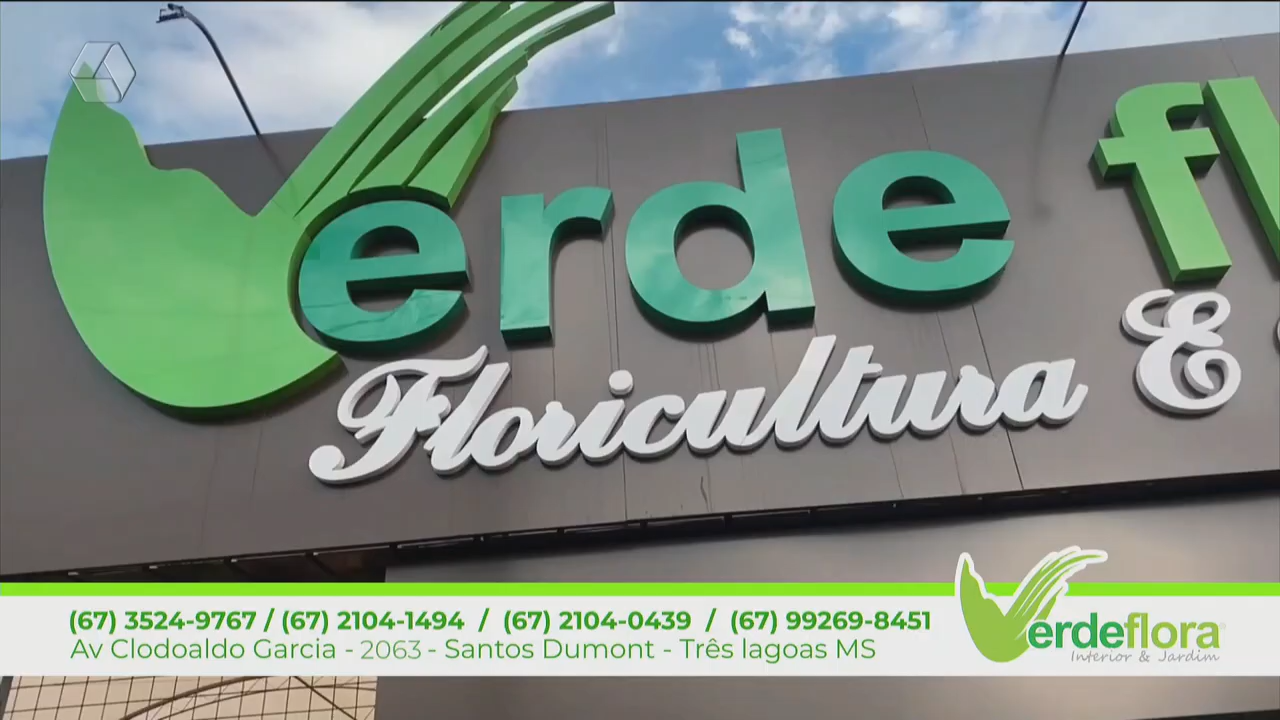 Verde fl
Floricultura E
(67) 3524-9767 / (67) 2104-1494 / (67) 2104-0439 / (67) 99269-8451
Av Clodoaldo Garcia - 2063 - Santos Dumont - Três lagoas MS
Verdeflora
Interior & Jardim